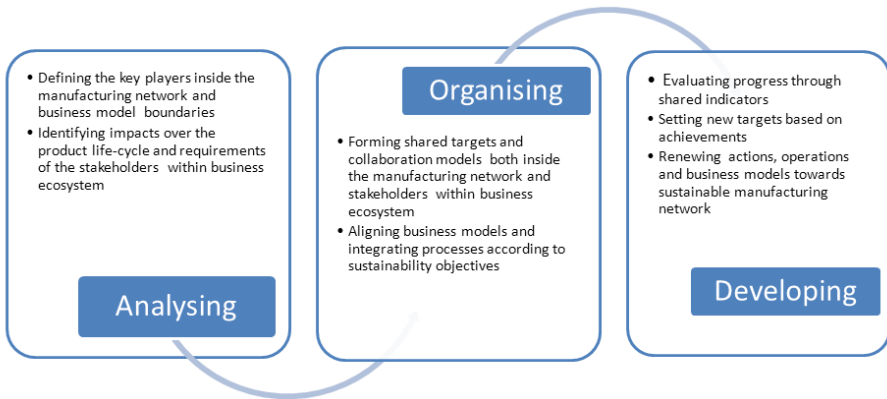 • Defining the key players inside the
manufacturing network and
business model boundaries
• Identifying impacts over the
product life-cycle and requirements
of the stakeholders within business
ecosystem
Analysing
Organising
• Forming shared targets and
collaboration models both inside
the manufacturing network and
stakeholders within business
ecosystem
• Aligning business models and
integrating processes according to
sustainability objectives
• Evaluating progress through
shared indicators
• Setting new targets based on
achievements
• Renewing actions, operations
and business models towards
sustainable manufacturing
network
Developing